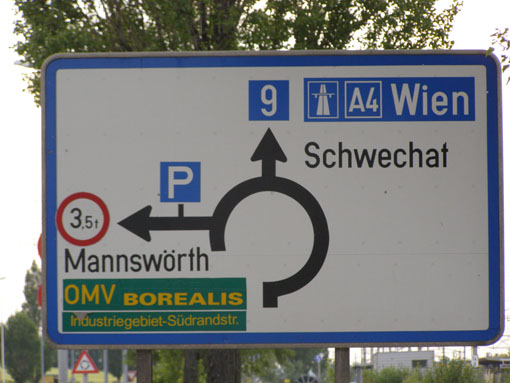 9 A4 Wien
Schwechat
P
3,5t
Mannswörth
OMV BOREALIS
Industriegebiet-Südrandstr.